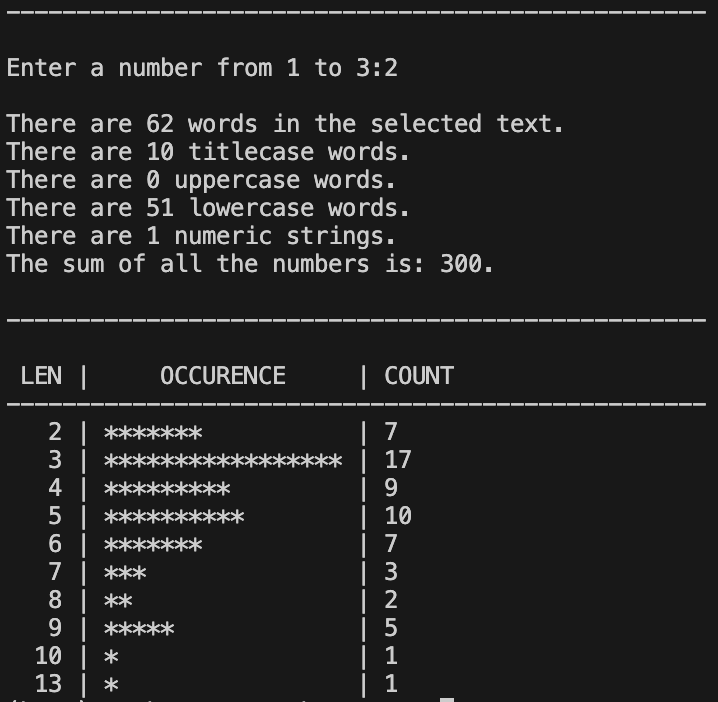 --------------------------------------------------
Enter a number from 1 to 3:2
There are 62 words in the selected text.
There are 10 titlecase words.
There are 0 uppercase words.
There are 51 lowercase words.
There are 1 numeric strings.
The sum of all the numbers is: 300.
--------------------------------------------------
LEN | OCCURENCE | COUNT
--------------------------------------------------
2 | ******* | 7
3 | ***************** | 17
4 | ********* | 9
5 | ********** | 10
6 | ******* | 7
7 | *** | 3
8 | ** | 2
9 | ***** | 5
10 | * | 1
13 | * | 1